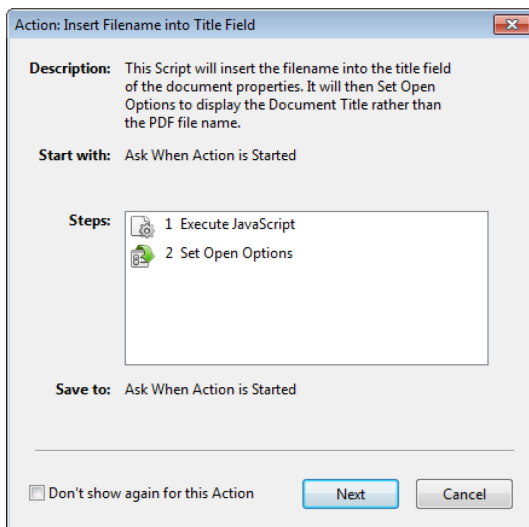 Action: Insert Filename into Title Field
Description: This Script will insert the filename into the title field
of the document properties. It will then Set Open
Options to display the Document Title rather than
the PDF file name.
Start with: Ask When Action is Started
Steps: 1 Execute JavaScript
2 Set Open Options
Save to: Ask When Action is Started
Don't show again for this Action Next Cancel